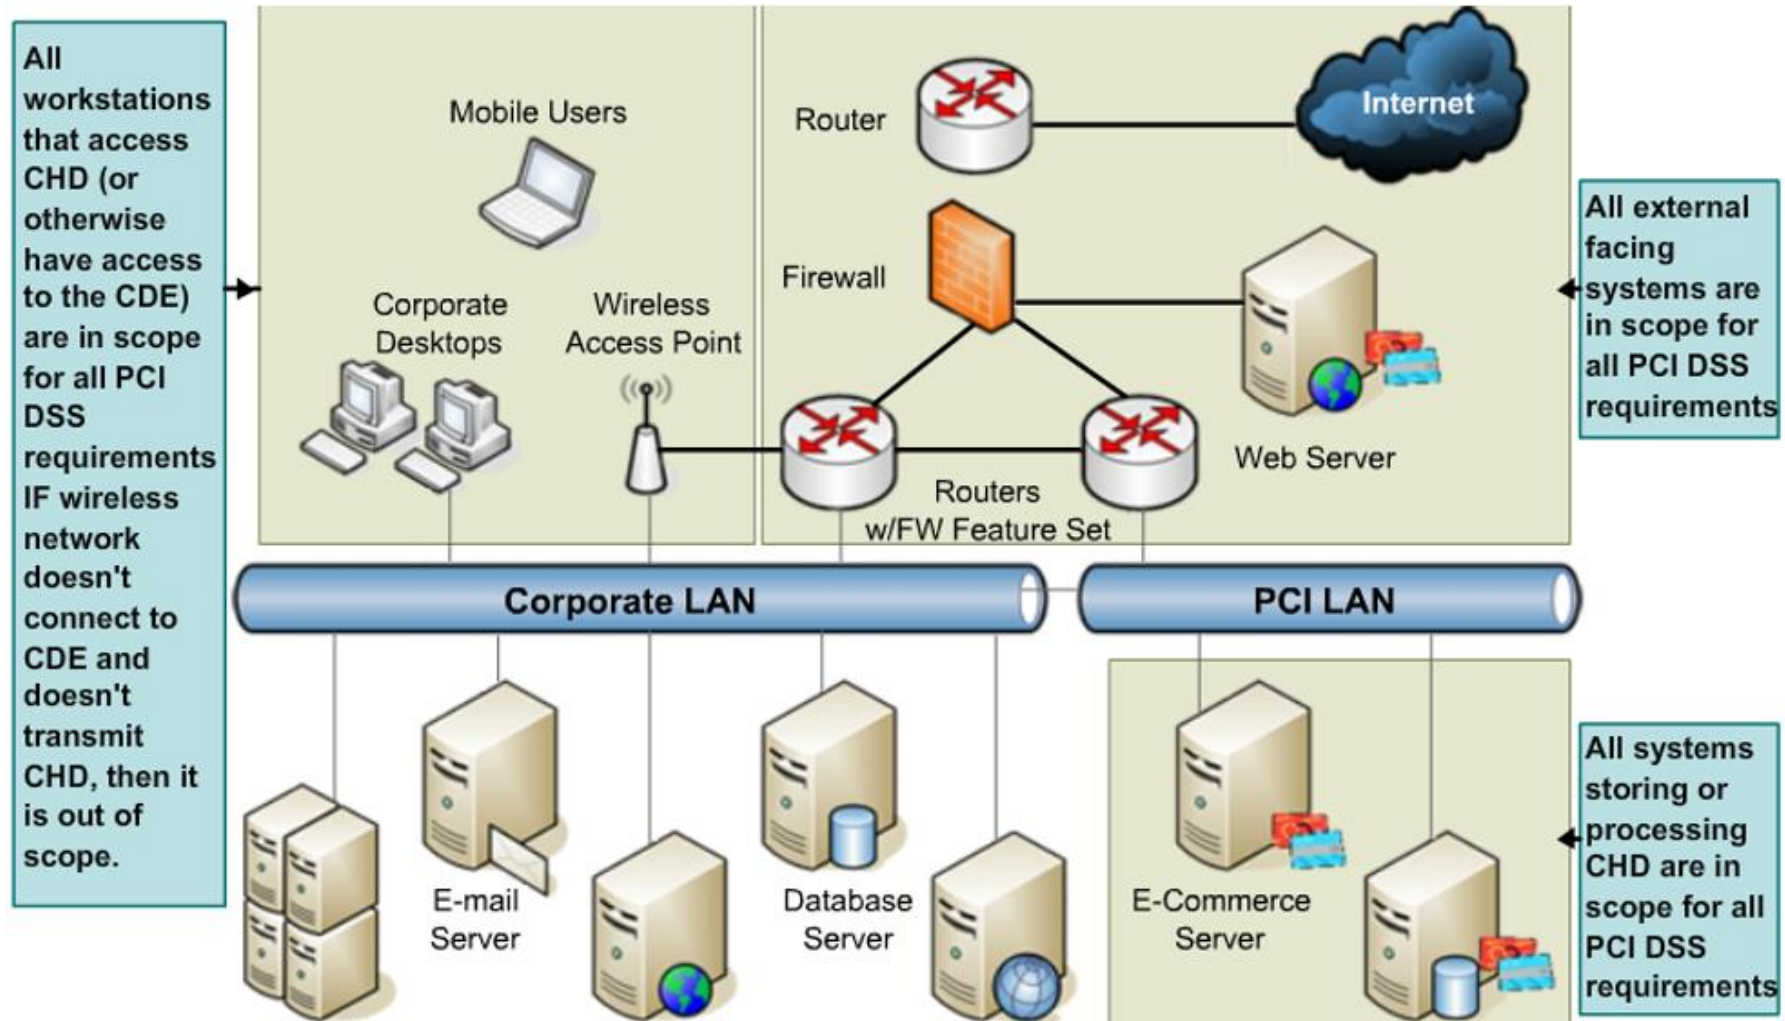 All
workstations
that access
CHD (or
otherwise
have access
to the CDE)
are in scope
for all PCI
DSS
requirements
IF wireless
network
doesn't
connect to
CDE and
doesn't
transmit
CHD, then it
is out of
scope.
Mobile Users
Corporate
Desktops
Wireless
Access Point
Router
Internet
Firewall
Web Server
Routers
w/FW Feature Set
All external
facing
systems are
in scope for
all PCI DSS
requirements
Corporate LAN
PCI LAN
E-mail
Server
Database
Server
E-Commerce
Server
All systems
storing or
processing
CHD are in
scope for all
PCI DSS
requirements